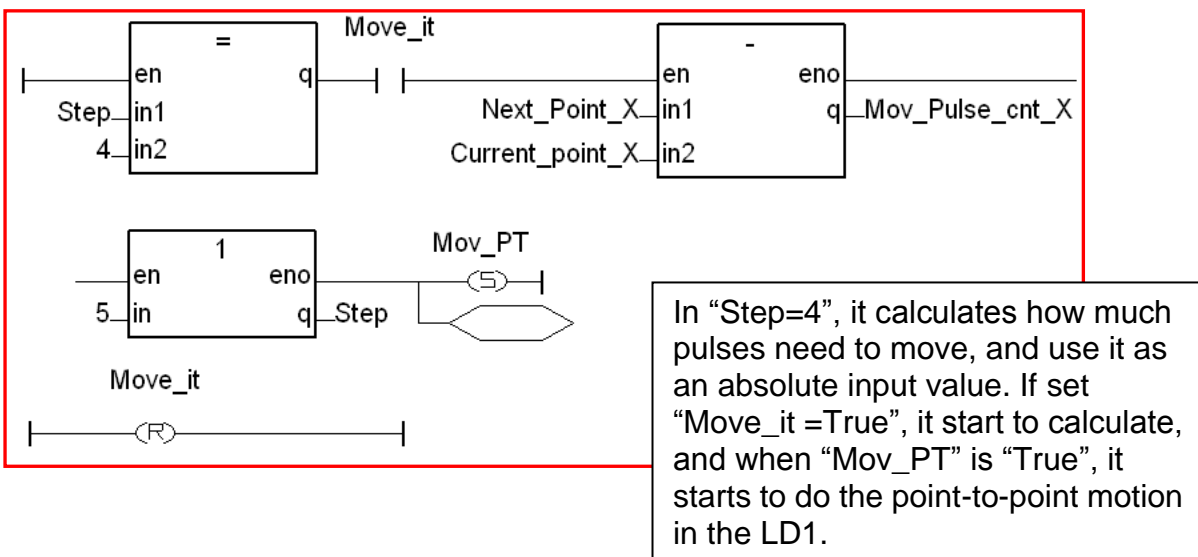 = Move_it -
en q en eno
Step in1 Next_Point_X in1 q Mov_Pulse_cnt_X
4 in2 Current_point_X in2
1 Mov_PT
en eno (S)
5 in q Step
Move_it
(R)
In “Step=4”, it calculates how much
pulses need to move, and use it as
an absolute input value. If set
“Move_it =True”, it start to calculate,
and when “Mov_PT” is “True”, it
starts to do the point-to-point motion
in the LD1.